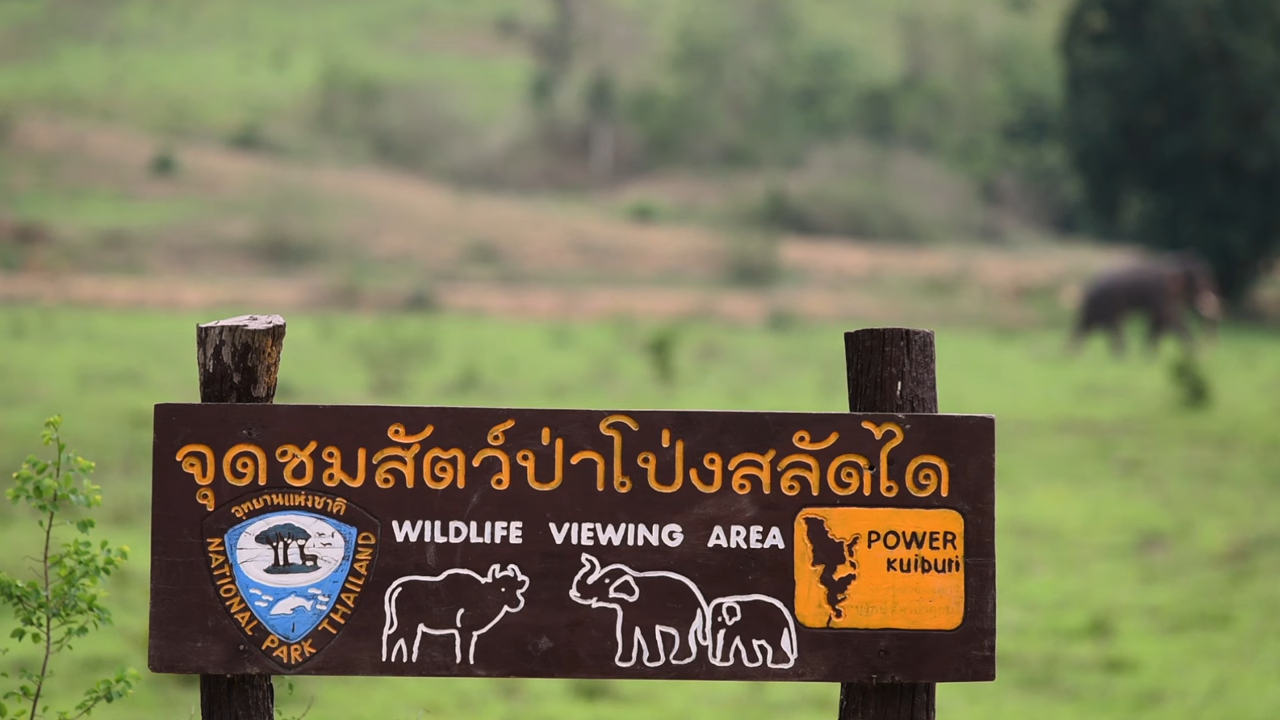 จุดชมสัตว์ป่าโป่งสลัดได
อุทยานแห่งชาติ
NATIONAL PARK THAILAND
WILDLIFE VIEWING AREA
POWER
Kuiburi